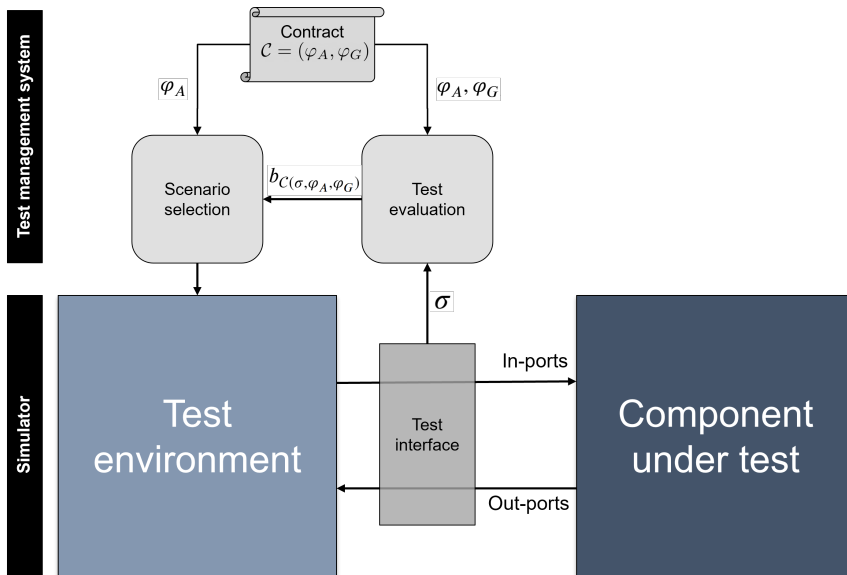 Test management system
Contract
𝒞 = (φ_A, φ_G)
φ_A
φ_A, φ_G
Scenario
selection
b_𝒞(σ,φ_A,φ_G)
Test
evaluation
σ
Simulator
Test
environment
Test
interface
In-ports
Out-ports
Component
under test